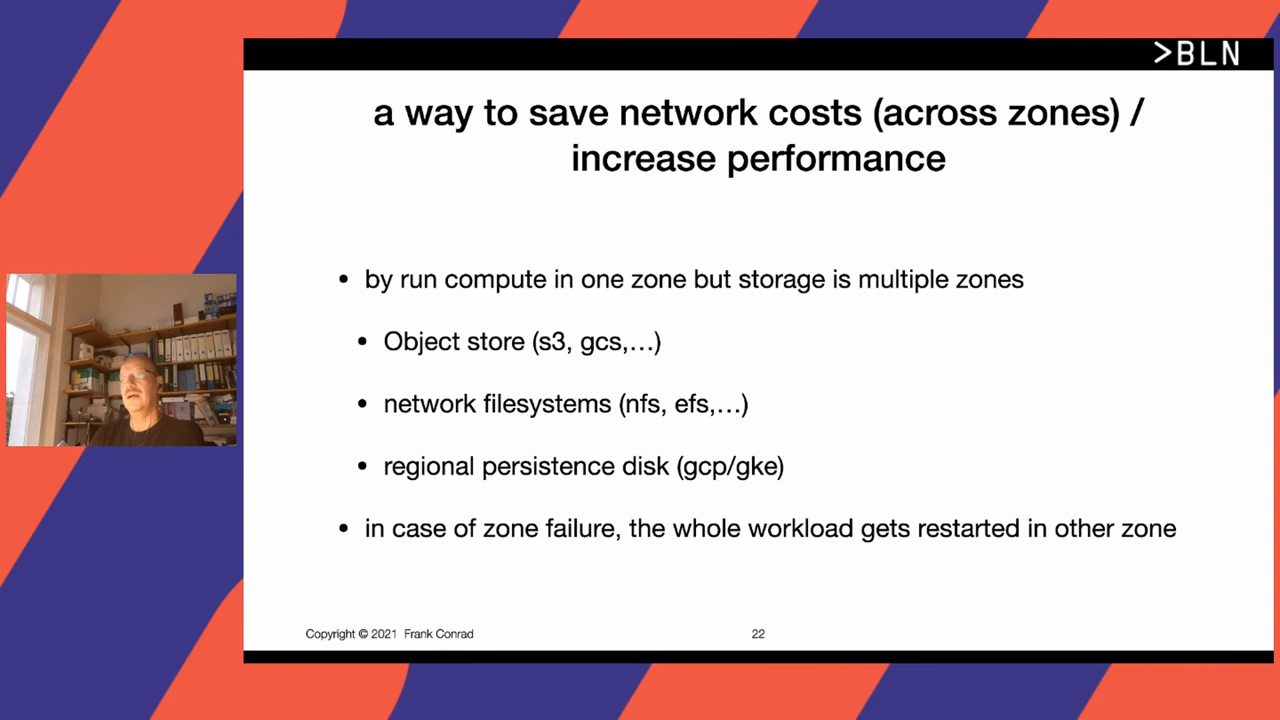 >BLN
a way to save network costs (across zones) /
increase performance
• by run compute in one zone but storage is multiple zones
• Object store (s3, gcs,...)
• network filesystems (nfs, efs,...)
• regional persistence disk (gcp/gke)
• in case of zone failure, the whole workload gets restarted in other zone
Copyright © 2021 Frank Conrad
22